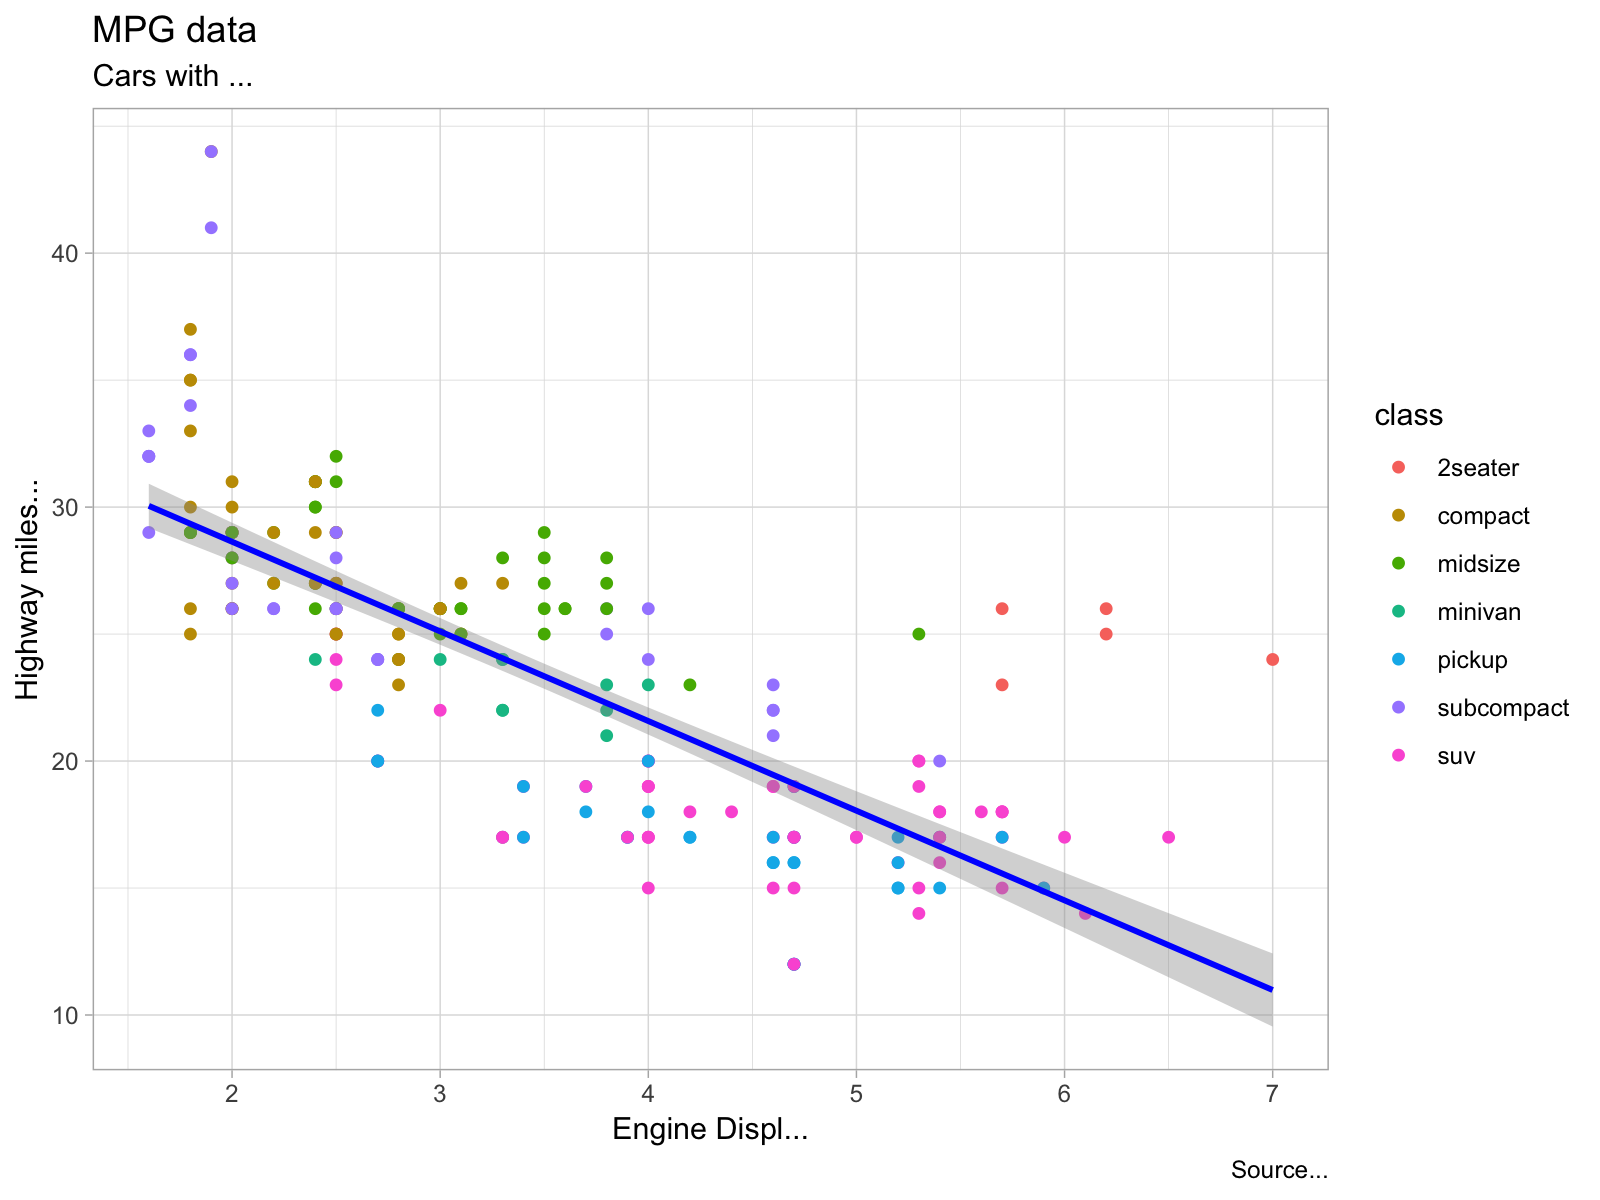 MPG data
Cars with ...
Highway miles...
40
30
20
10
2 3 4 5 6 7
Engine Displ...
class
2seater
compact
midsize
minivan
pickup
subcompact
suv
Source...